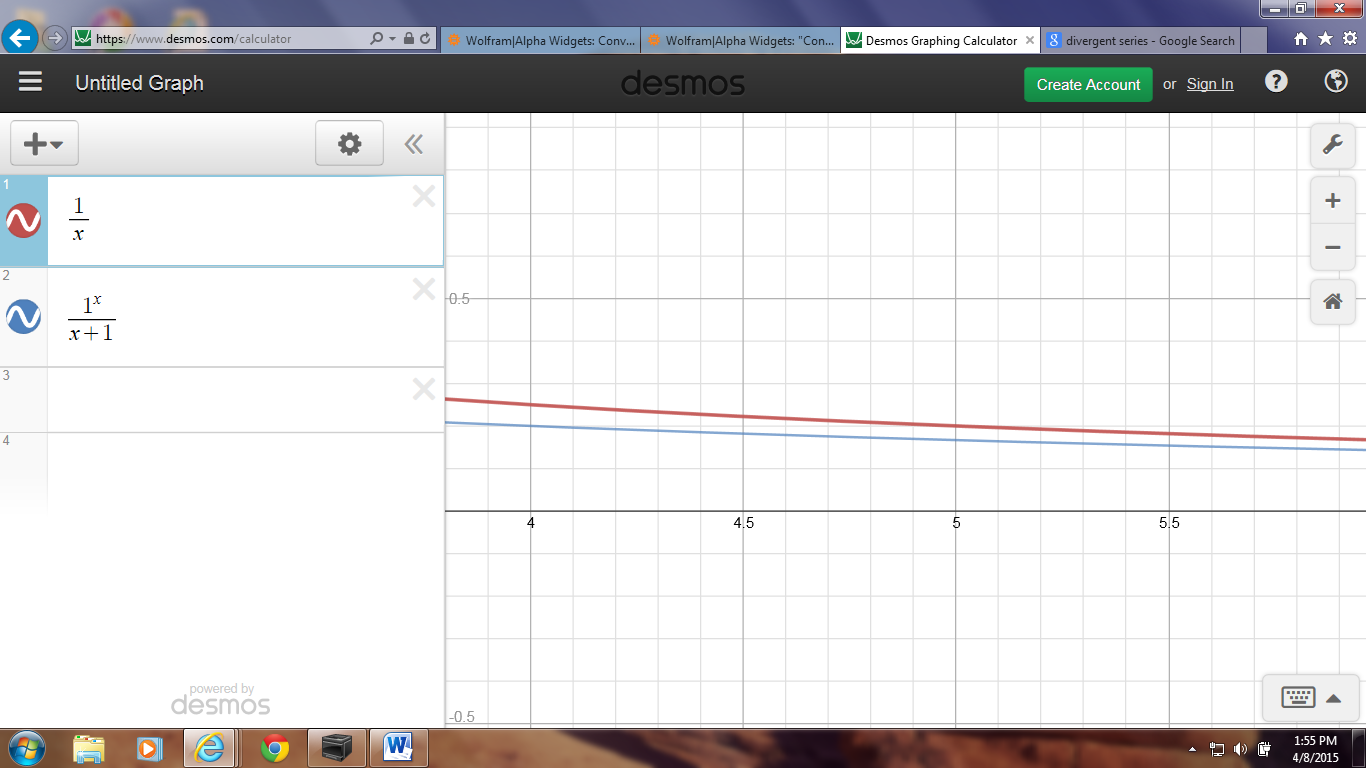 https://www.desmos.com/calculator
Wolfram|Alpha Widgets: Conv...
Wolfram|Alpha Widgets: "Con...
Desmos Graphing Calculator
divergent series - Google Search
Untitled Graph
desmos
Create Account or Sign In
?
1
1
x
2
1^x
x+1
3
4
0.5
4 4.5 5 5.5
-0.5
powered by
desmos
1:55 PM
4/8/2015